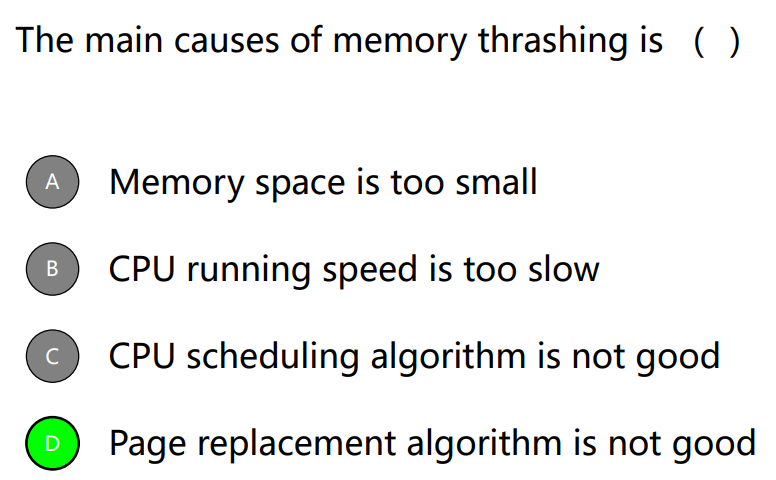 The main causes of memory thrashing is （ ）
A Memory space is too small
B CPU running speed is too slow
C CPU scheduling algorithm is not good
D Page replacement algorithm is not good